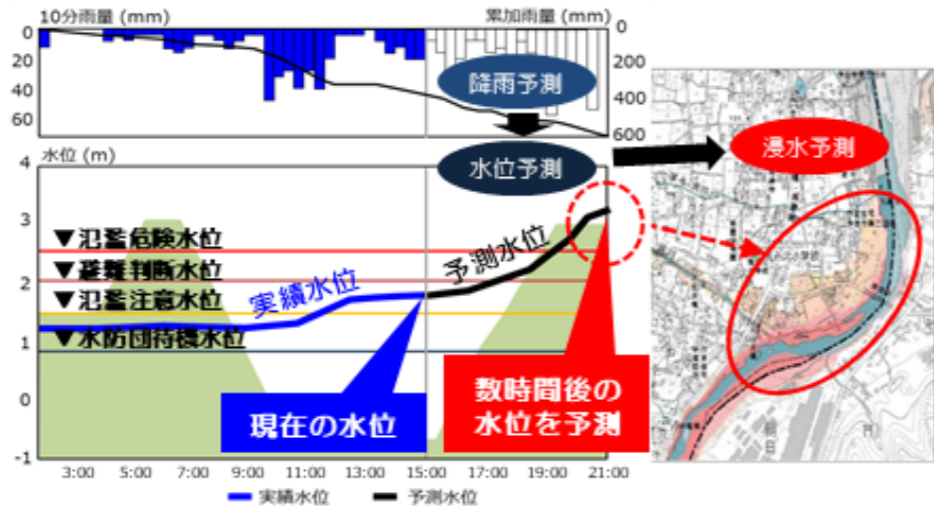 10分雨量 (mm)
累加雨量 (mm)
0
20
40
60
0
200
400
600
降雨予測
水位予測
浸水予測
水位 (m)
4
3
2
1
0
-1
▼氾濫危険水位
▼避難判断水位
▼氾濫注意水位
▼水防団待機水位
実績水位
予測水位
現在の水位
数時間後の
水位を予測
3:00
5:00
7:00
9:00
11:00
13:00
15:00
17:00
19:00
21:00
実績水位
予測水位